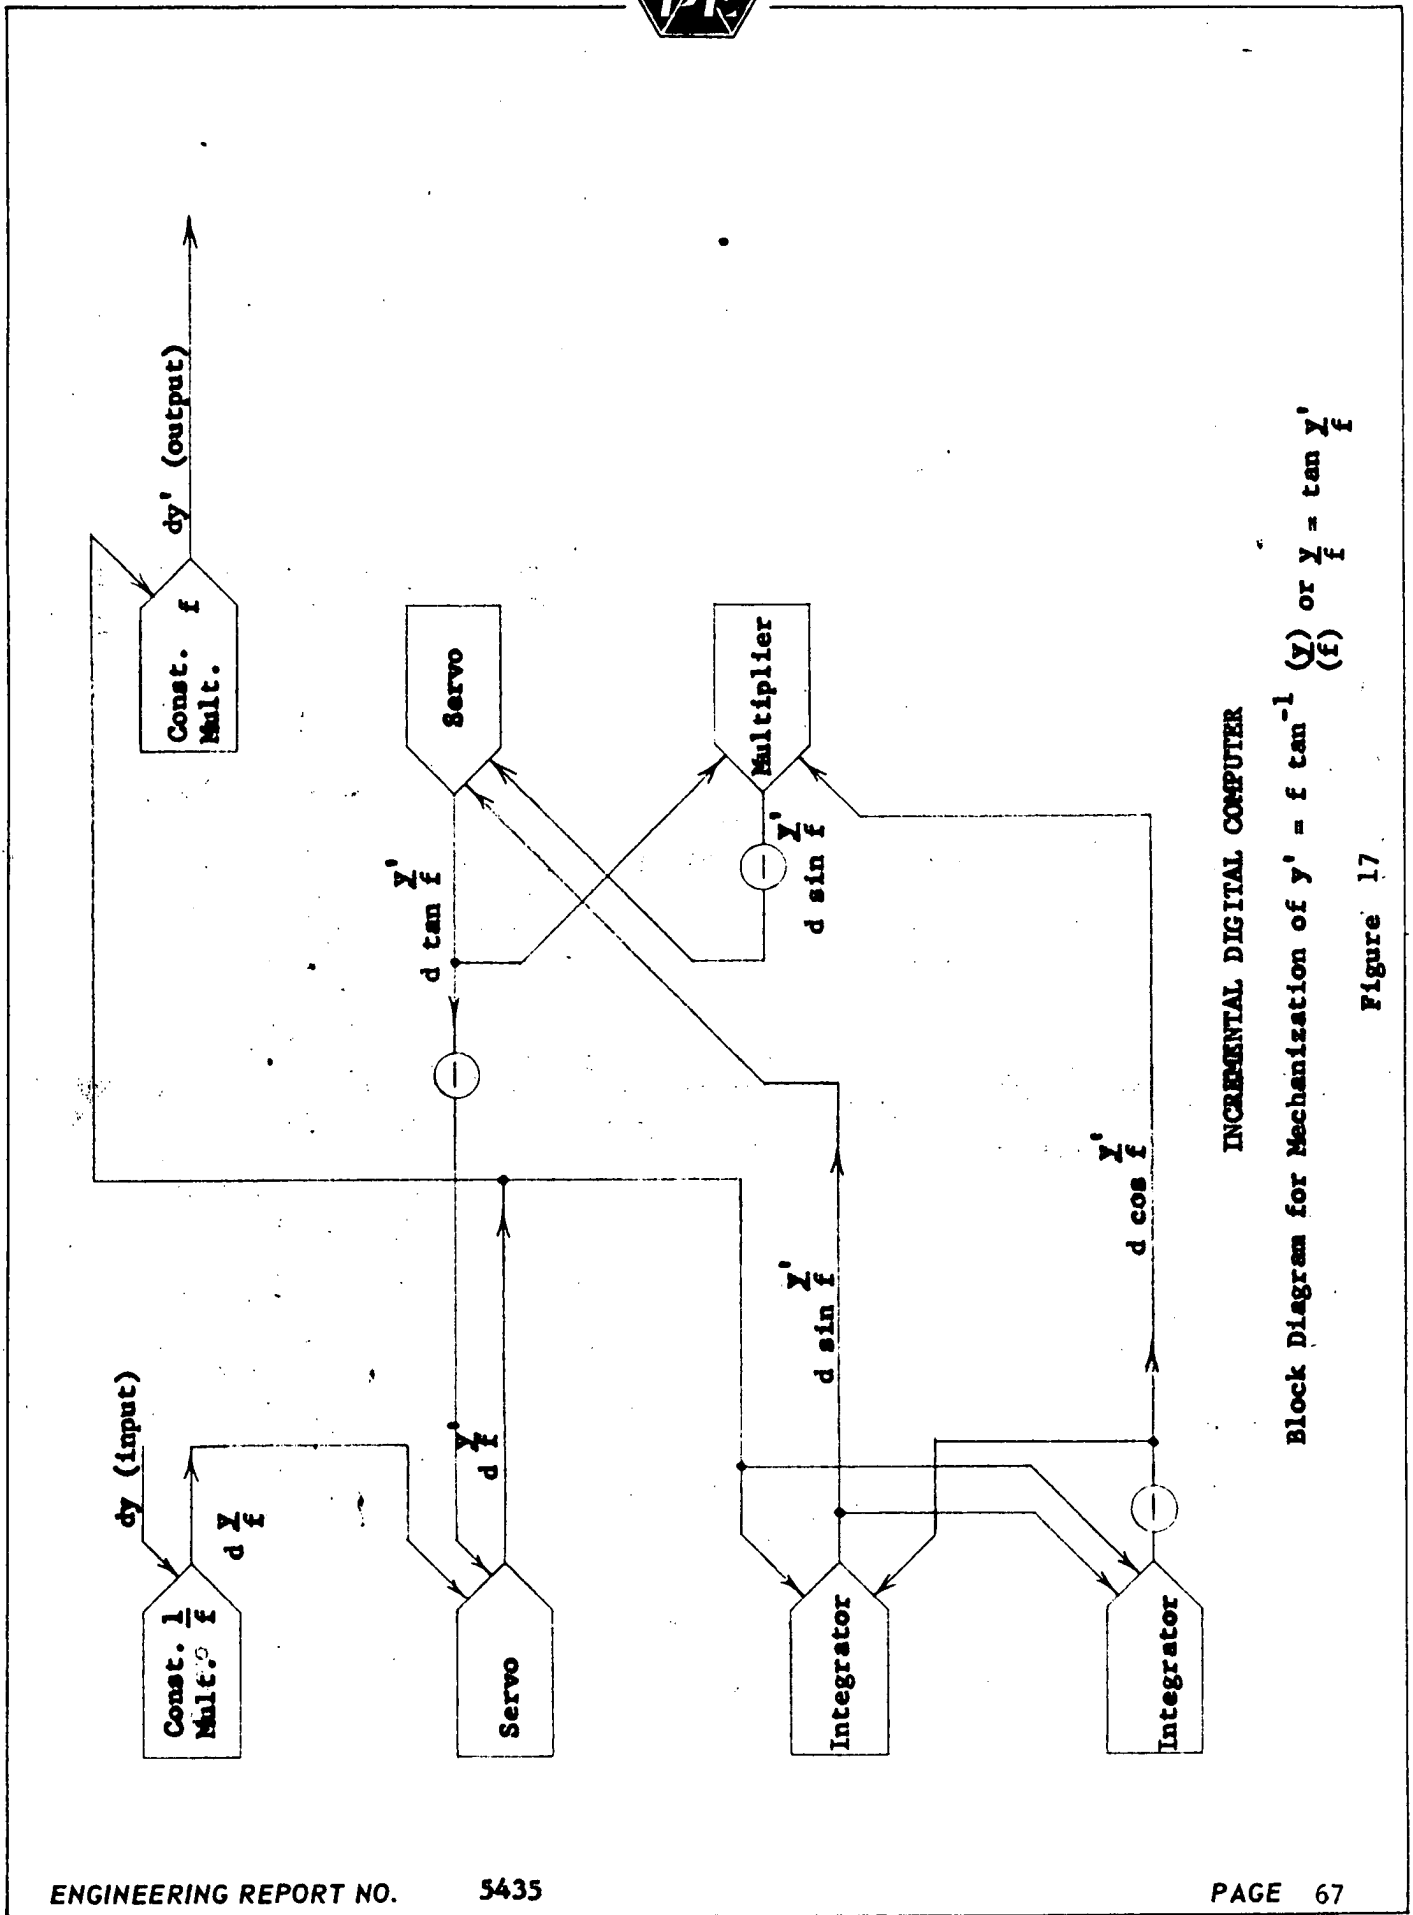 dy (input)
Const. 1/f
Mult.
d y/f
Servo
d y'/f
Integrator
d sin y'/f
Integrator
d cos y'/f
d tan y'/f
d sin y'/f
Servo
Multiplier
Const. f
Mult.
dy' (output)
INCREMENTAL DIGITAL COMPUTER
Block Diagram for Mechanization of y' = f tan⁻¹ (y)/(f) or y/f = tan y'/f
Figure 17
ENGINEERING REPORT NO. 5435
PAGE 67